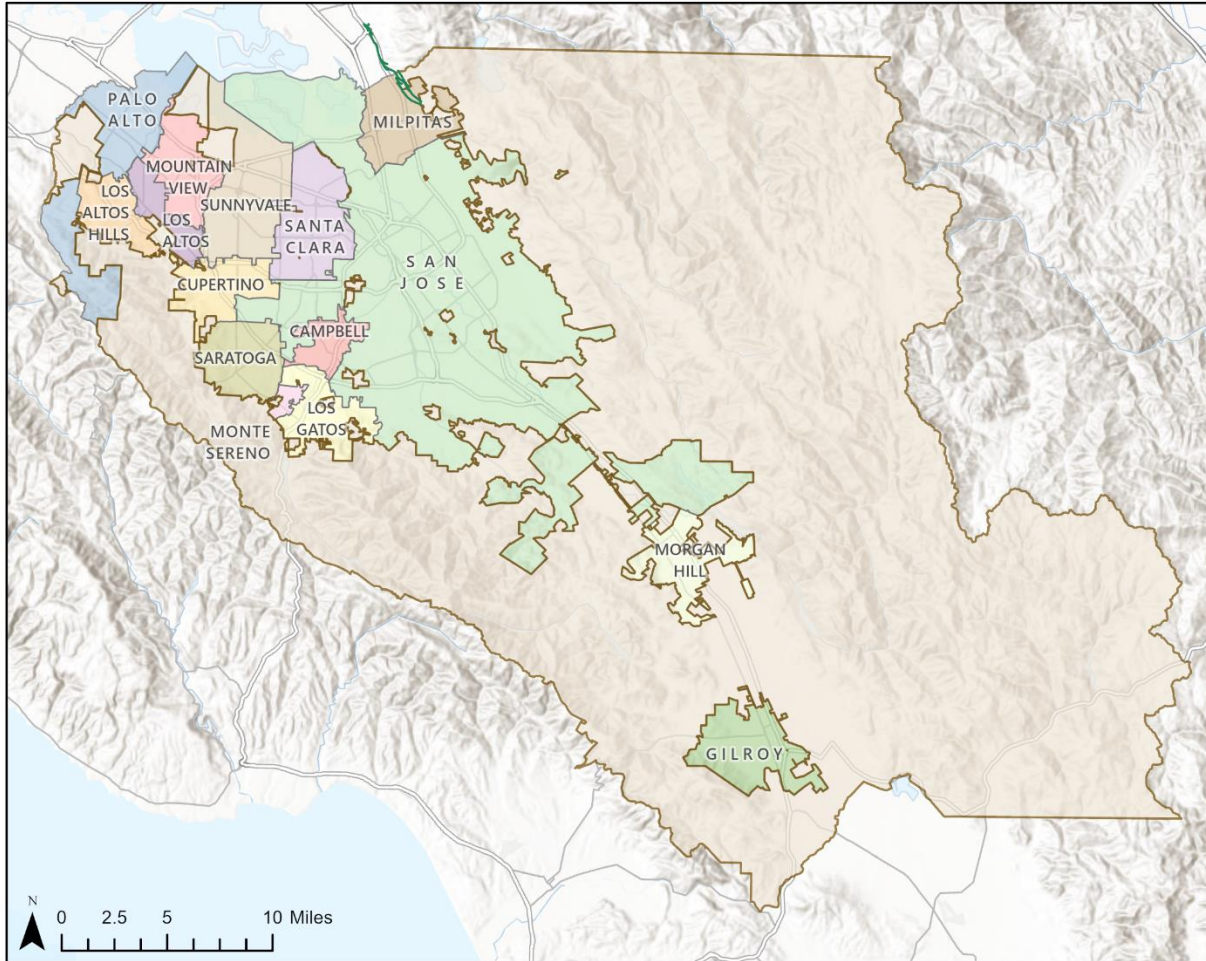 PALO
ALTO
MILPITAS
MOUNTAIN
VIEW
LOS
ALTOS
HILLS
SUNNYVALE
LOS
ALTOS
SANTA
CLARA
SAN
JOSE
CUPERTINO
CAMPBELL
SARATOGA
LOS
GATOS
MONTE
SERENO
MORGAN
HILL
GILROY
N
0 2.5 5 10 Miles